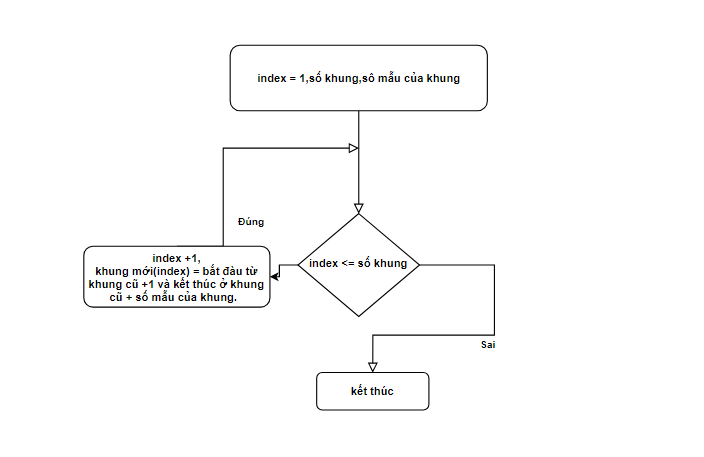 index = 1,số khung,sô mẫu của khung
Đúng
index +1,
khung mới(index) = bắt đàu từ
khung cũ +1 và kết thúc ở khung
cũ + số mẫu của khung.
index <= số khung
Sai
kết thúc